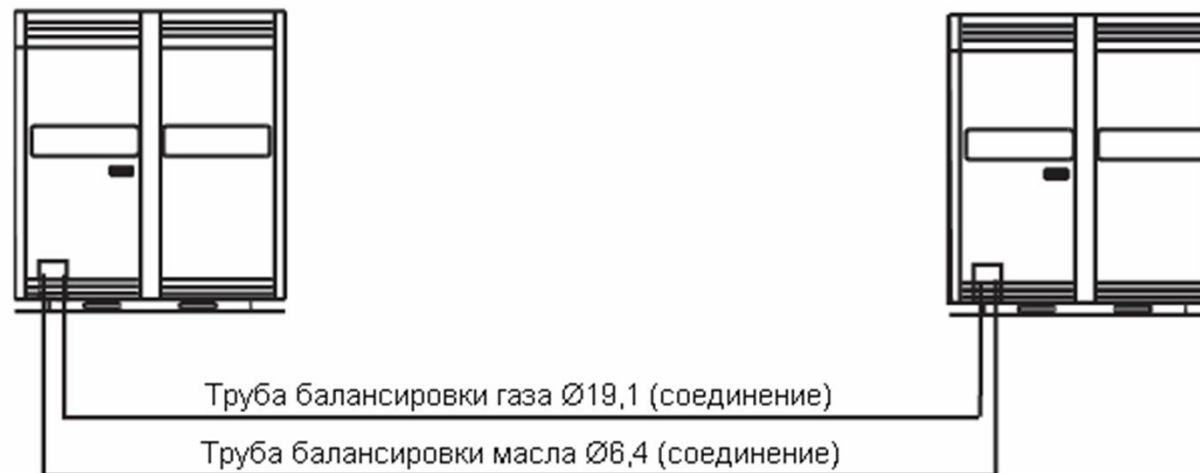 Труба балансировки газа Ø19,1 (соединение)
Труба балансировки масла Ø6,4 (соединение)